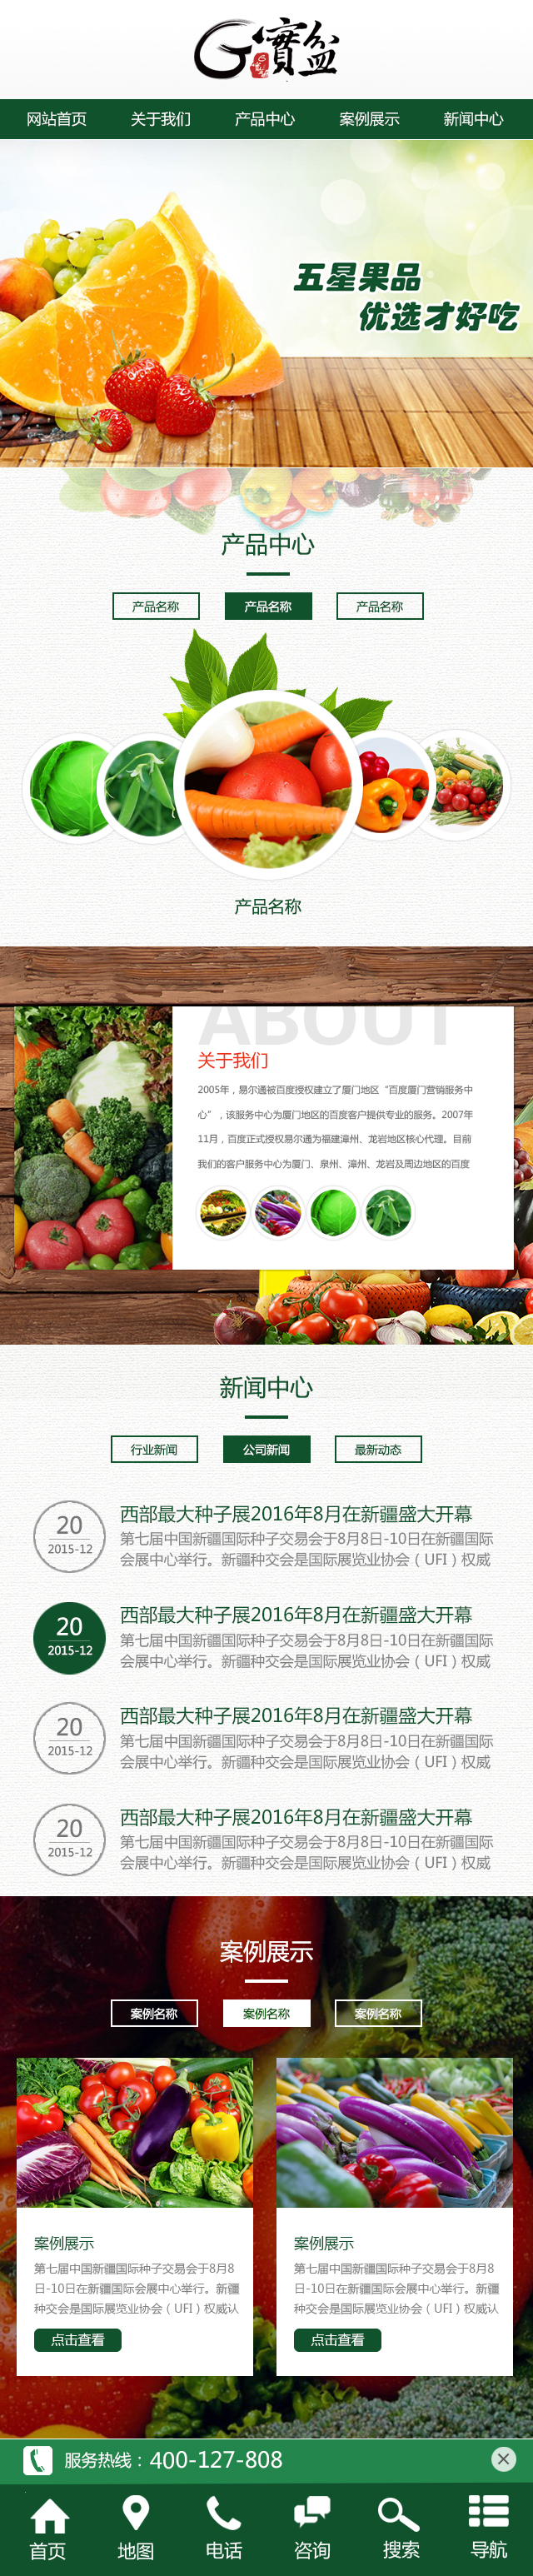 G實盆
网站首页 关于我们 产品中心 案例展示 新闻中心
五星果品
优选才好吃
产品中心
产品名称 产品名称 产品名称
产品名称
ABOUT
关于我们
2005年，易尔通被百度授权建立了厦门地区“百度厦门营销服务中
心”，该服务中心为厦门地区的百度客户提供专业的服务。2007年
11月，百度正式授权易尔通为福建漳州、龙岩地区核心代理。目前
我们的客户服务中心为厦门、泉州、漳州、龙岩及周边地区的百度
新闻中心
行业新闻 公司新闻 最新动态
20
2015-12
西部最大种子展2016年8月在新疆盛大开幕
第七届中国新疆国际种子交易会于8月8日-10日在新疆国际
会展中心举行。新疆种交会是国际展览业协会（UFI）权威
20
2015-12
西部最大种子展2016年8月在新疆盛大开幕
第七届中国新疆国际种子交易会于8月8日-10日在新疆国际
会展中心举行。新疆种交会是国际展览业协会（UFI）权威
20
2015-12
西部最大种子展2016年8月在新疆盛大开幕
第七届中国新疆国际种子交易会于8月8日-10日在新疆国际
会展中心举行。新疆种交会是国际展览业协会（UFI）权威
20
2015-12
西部最大种子展2016年8月在新疆盛大开幕
第七届中国新疆国际种子交易会于8月8日-10日在新疆国际
会展中心举行。新疆种交会是国际展览业协会（UFI）权威
案例展示
案例名称 案例名称 案例名称
案例展示
第七届中国新疆国际种子交易会于8月8
日-10日在新疆国际会展中心举行。新疆
种交会是国际展览业协会（UFI）权威认
点击查看
案例展示
第七届中国新疆国际种子交易会于8月8
日-10日在新疆国际会展中心举行。新疆
种交会是国际展览业协会（UFI）权威认
点击查看
服务热线：400-127-808
首页 地图 电话 咨询 搜索 导航